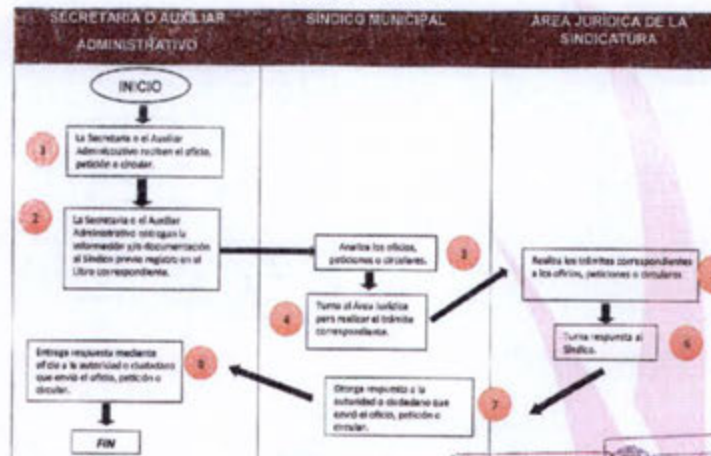 SECRETARIA O AUXILIAR
ADMINISTRATIVO
SÍNDICO MUNICIPAL
ÁREA JURÍDICA DE LA
SINDICATURA
INICIO
1
La Secretaria o el Auxiliar
Administrativo reciben el oficio,
petición o circular.
2
La Secretaria o el Auxiliar
Administrativo entregan la
información y/o documentación
al Síndico previo registro en el
Libro correspondiente.
Analiza los oficios,
peticiones o circulares.
3
4
Turna al Área Jurídica
para realizar el trámite
correspondiente.
Realiza los trámites correspondientes
a los oficios, peticiones o circulares
Turna respuesta al
Síndico.
6
Otorga respuesta a la
autoridad o ciudadano que
envió el oficio, petición o
circular.
7
Entrega respuesta mediante
oficio a la autoridad o ciudadano
que envió el oficio, petición o
circular.
8
FIN